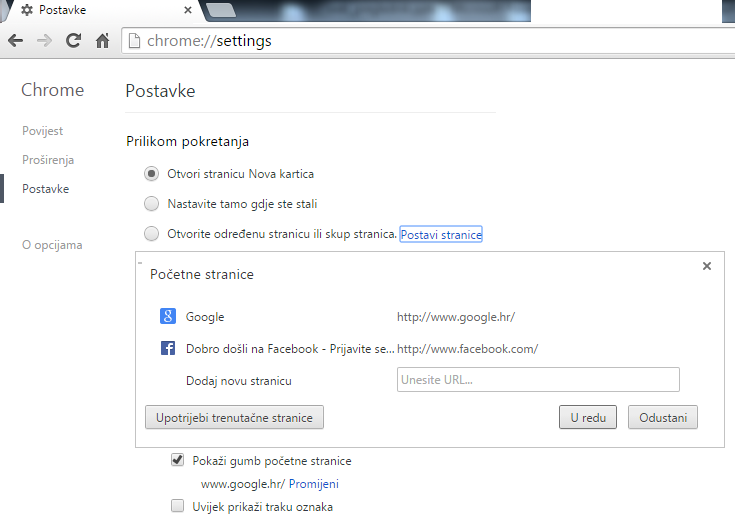 Postavke
chrome://settings
Chrome
Postavke
Povijest
Proširenja
Postavke
O opcijama
Prilikom pokretanja
Otvori stranicu Nova kartica
Nastavite tamo gdje ste stali
Otvorite određenu stranicu ili skup stranica. Postavi stranice
Početne stranice
Google http://www.google.hr/
Dobro došli na Facebook - Prijavite se... http://www.facebook.com/
Dodaj novu stranicu Unesite URL...
Upotrijebi trenutačne stranice U redu Odustani
Pokaži gumb početne stranice
www.google.hr/ Promijeni
Uvijek prikaži traku oznaka